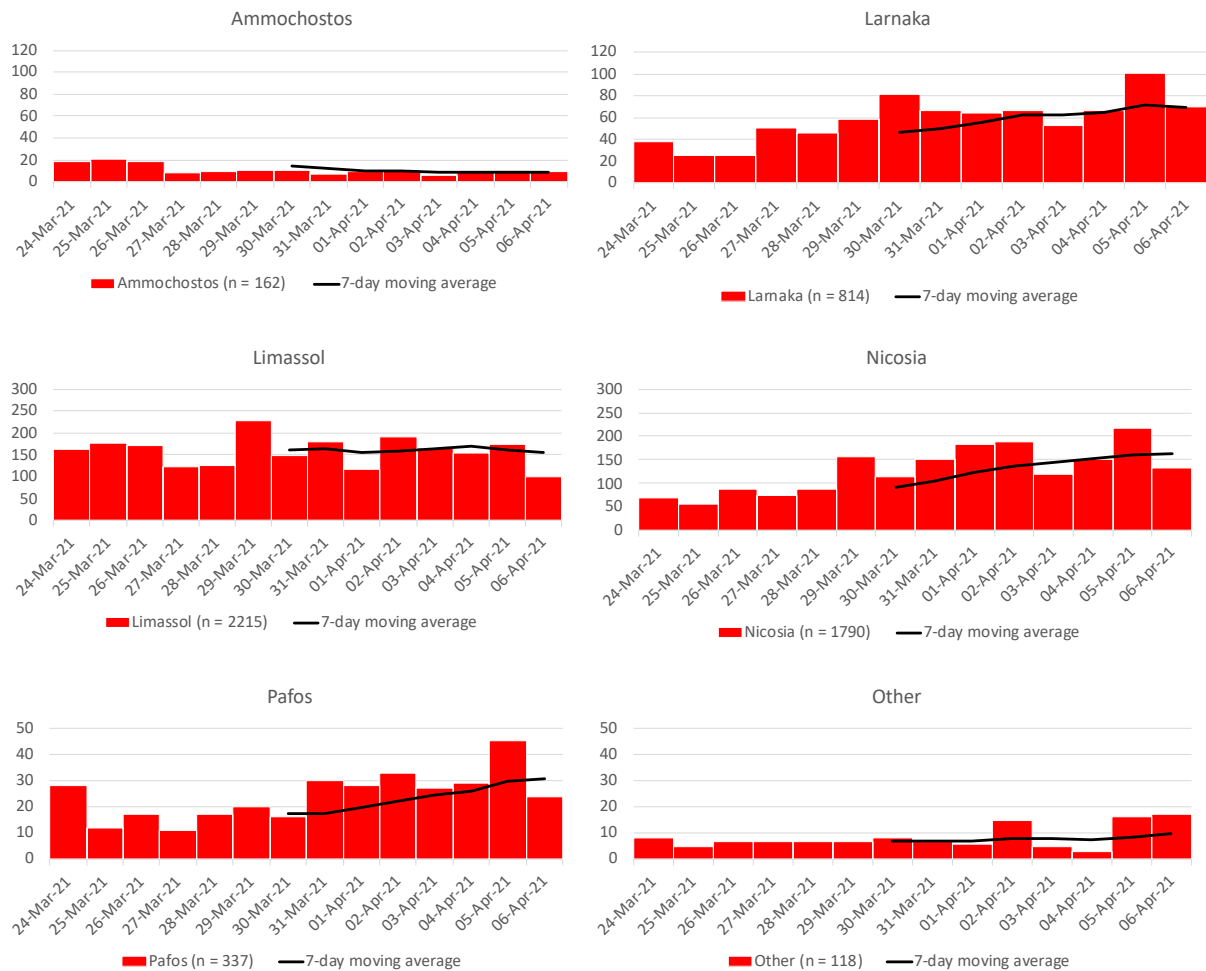 Ammochostos
120
100
80
60
40
20
0
24-Mar-21 25-Mar-21 26-Mar-21 27-Mar-21 28-Mar-21 29-Mar-21 30-Mar-21 31-Mar-21 01-Apr-21 02-Apr-21 03-Apr-21 04-Apr-21 05-Apr-21 06-Apr-21
Ammochostos (n = 162) 7-day moving average
Larnaka
120
100
80
60
40
20
0
24-Mar-21 25-Mar-21 26-Mar-21 27-Mar-21 28-Mar-21 29-Mar-21 30-Mar-21 31-Mar-21 01-Apr-21 02-Apr-21 03-Apr-21 04-Apr-21 05-Apr-21 06-Apr-21
Larnaka (n = 814) 7-day moving average
Limassol
300
250
200
150
100
50
0
24-Mar-21 25-Mar-21 26-Mar-21 27-Mar-21 28-Mar-21 29-Mar-21 30-Mar-21 31-Mar-21 01-Apr-21 02-Apr-21 03-Apr-21 04-Apr-21 05-Apr-21 06-Apr-21
Limassol (n = 2215) 7-day moving average
Nicosia
300
250
200
150
100
50
0
24-Mar-21 25-Mar-21 26-Mar-21 27-Mar-21 28-Mar-21 29-Mar-21 30-Mar-21 31-Mar-21 01-Apr-21 02-Apr-21 03-Apr-21 04-Apr-21 05-Apr-21 06-Apr-21
Nicosia (n = 1790) 7-day moving average
Pafos
50
40
30
20
10
0
24-Mar-21 25-Mar-21 26-Mar-21 27-Mar-21 28-Mar-21 29-Mar-21 30-Mar-21 31-Mar-21 01-Apr-21 02-Apr-21 03-Apr-21 04-Apr-21 05-Apr-21 06-Apr-21
Pafos (n = 337) 7-day moving average
Other
50
40
30
20
10
0
24-Mar-21 25-Mar-21 26-Mar-21 27-Mar-21 28-Mar-21 29-Mar-21 30-Mar-21 31-Mar-21 01-Apr-21 02-Apr-21 03-Apr-21 04-Apr-21 05-Apr-21 06-Apr-21
Other (n = 118) 7-day moving average